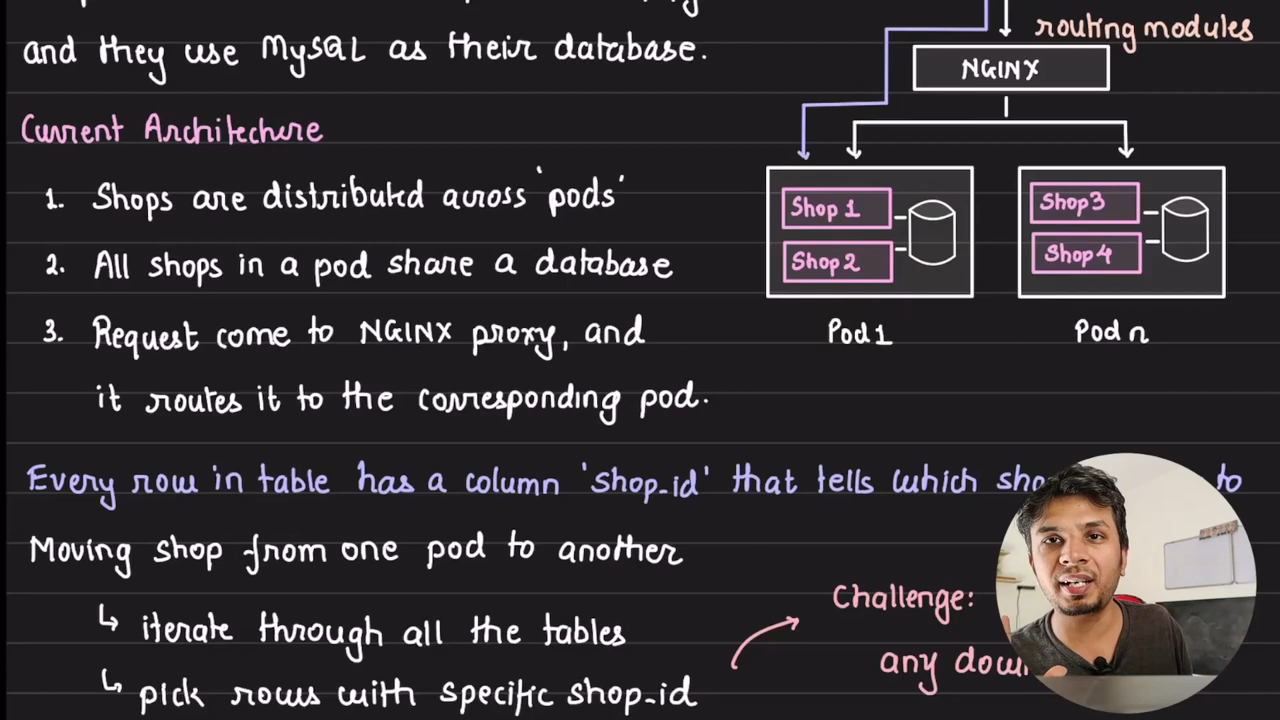 and they use MySQL as their database.
routing modules
NGINX
Current Architecture
1. Shops are distributed across 'pods'
2. All shops in a pod share a database
3. Request come to NGINX proxy, and
it routes it to the corresponding pod.
Shop 1
Shop 2
Shop 3
Shop 4
Pod 1
Pod n
Every row in table has a column 'shop_id' that tells which to
Moving shop from one pod to another
↳ iterate through all the tables
↳ pick rows with specific shop_id
Challenge:
any